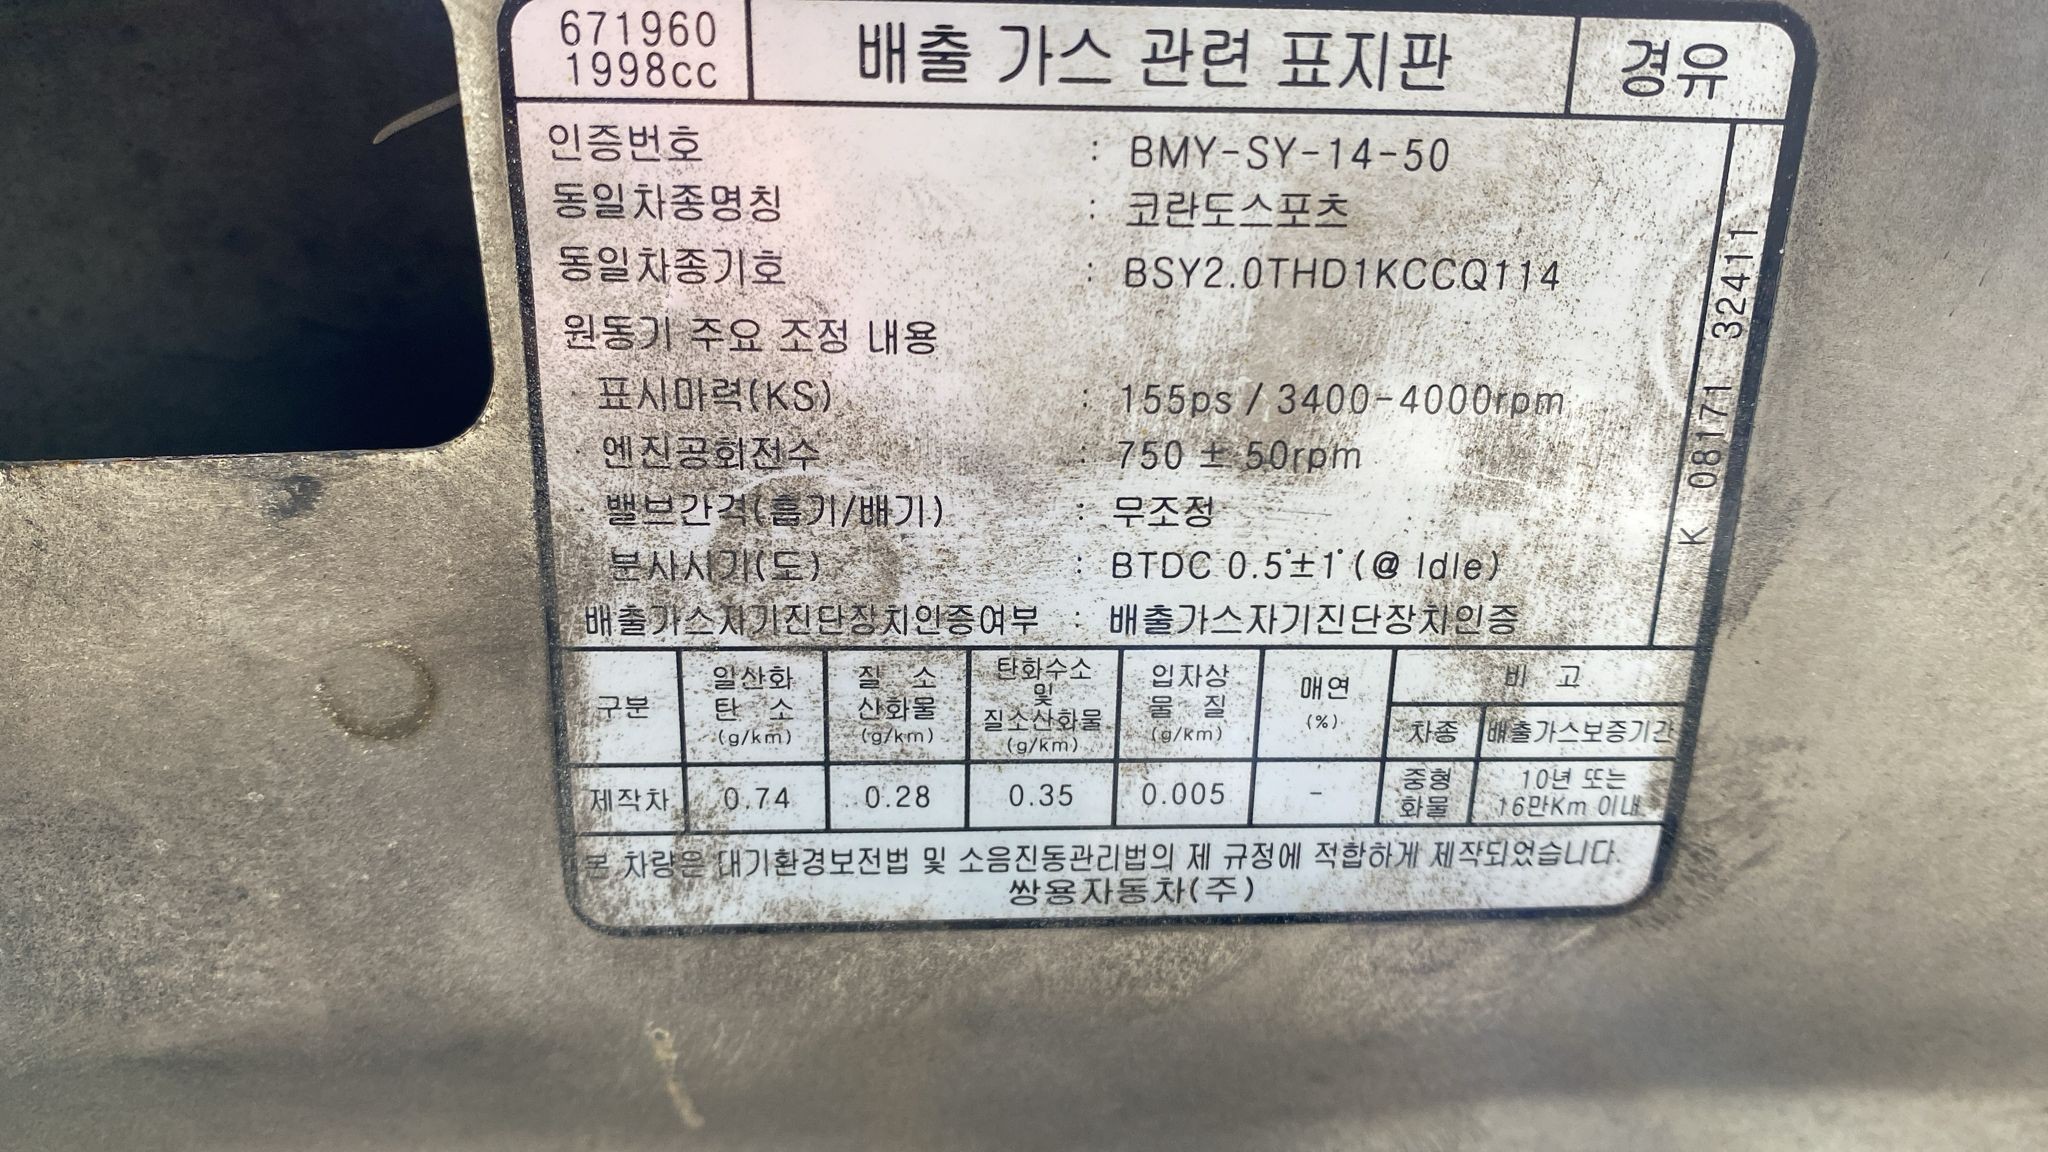 671960
1998cc
배출 가스 관련 표지판
경유
인증번호 : BMY-SY-14-50
동일차종명칭 : 코란도스포츠
동일차종기호 : BSY2.0THD1KCCQ114
원동기 주요 조정 내용
표시마력(KS) : 155ps / 3400-4000rpm
엔진공회전수 : 750 ± 50rpm
밸브간격(흡기/배기) : 무조정
분사시기(도) : BTDC 0.5°±1°(@ Idle)
배출가스자기진단장치인증여부 : 배출가스자기진단장치인증
K 08171 32411
구분
일산화
탄 소
(g/km)
질 소
산화물
(g/km)
탄화수소
및
질소산화물
(g/km)
입자상
물 질
(g/km)
매연
(%)
비 고
차종 배출가스보증기간
제작차 0.74 0.28 0.35 0.005 -
중형
화물
10년 또는
16만Km 이내
본 차량은 대기환경보전법 및 소음진동관리법의 제 규정에 적합하게 제작되었습니다.
쌍용자동차(주)